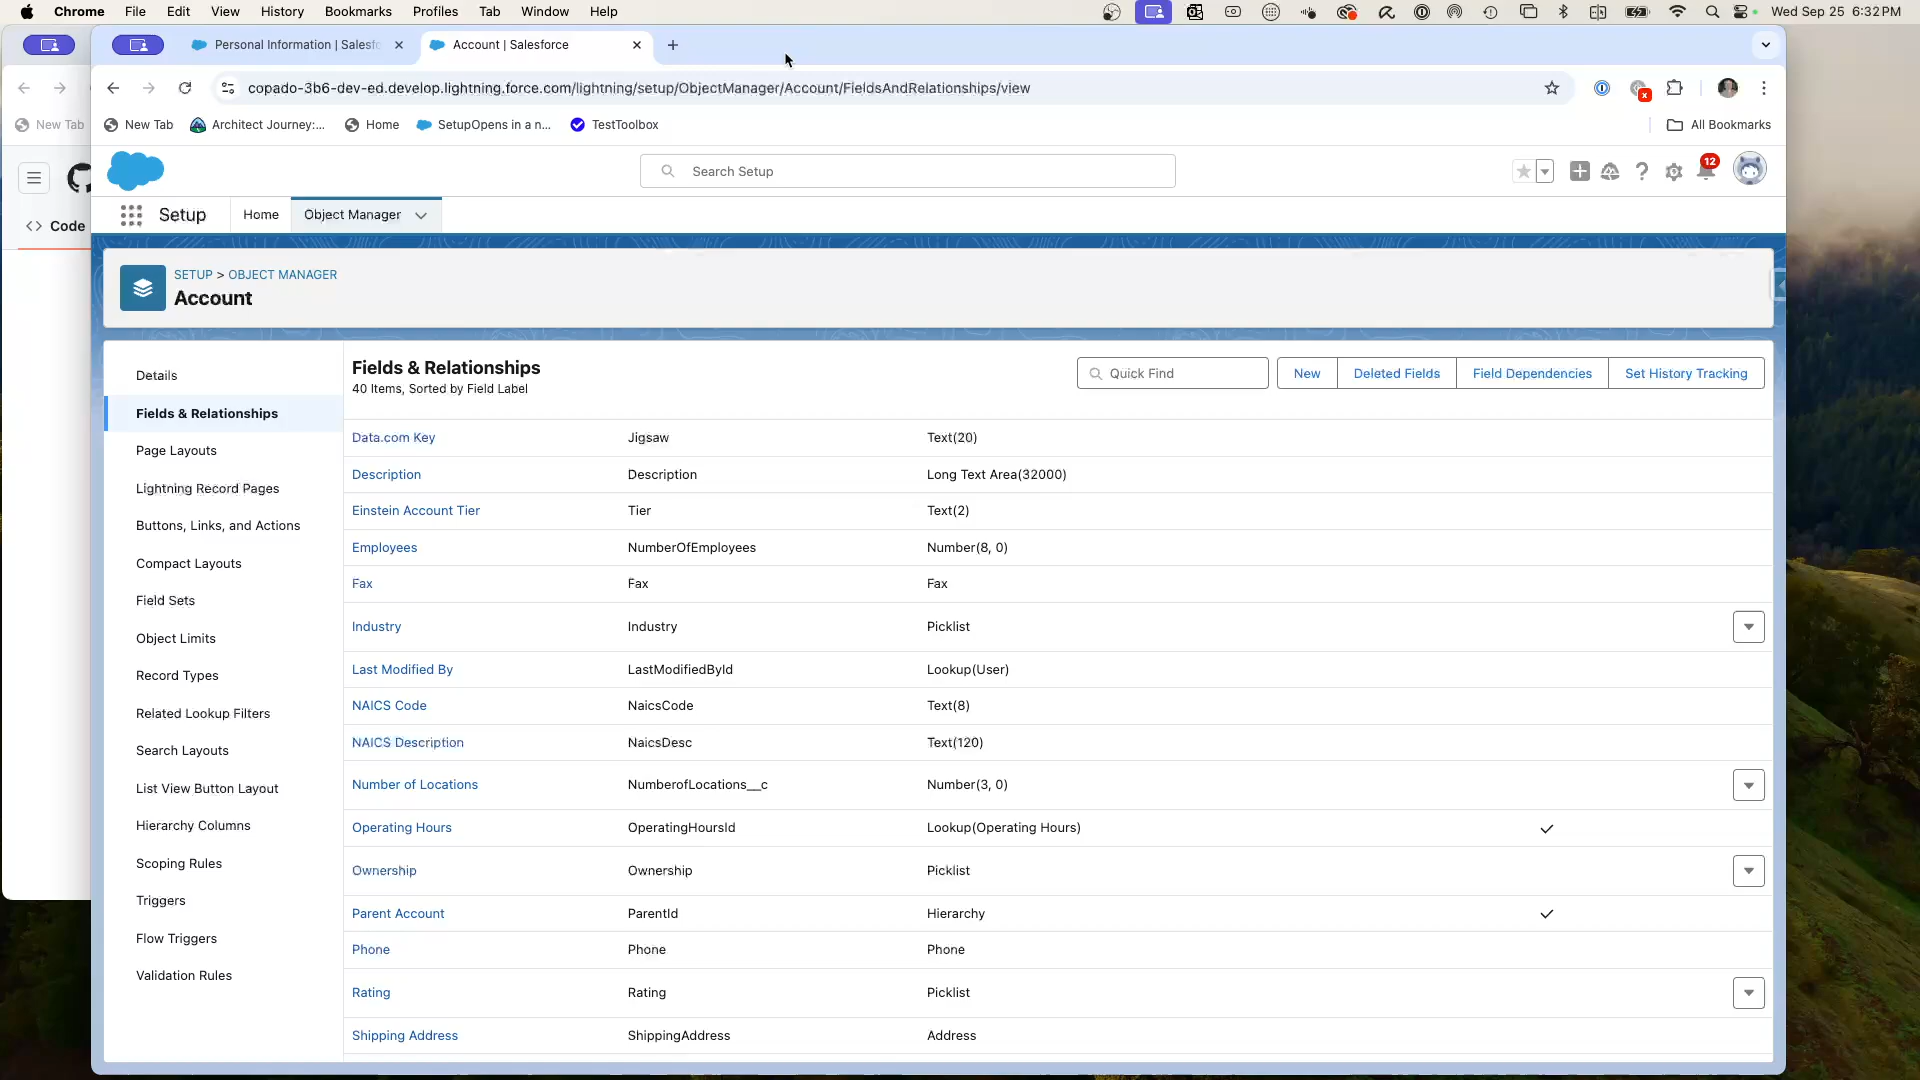 Chrome File Edit View History Bookmarks Profiles Tab Window Help
Wed Sep 25 6:32 PM
Personal Information | Salesf
Account | Salesforce
copado-3b6-dev-ed.develop.lightning.force.com/lightning/setup/ObjectManager/Account/FieldsAndRelationships/view
New Tab
New Tab
Architect Journey:...
Home
SetupOpens in a n...
TestToolbox
All Bookmarks
Search Setup
12
Code
Setup
Home
Object Manager
SETUP > OBJECT MANAGER
Account
Details
Fields & Relationships
Page Layouts
Lightning Record Pages
Buttons, Links, and Actions
Compact Layouts
Field Sets
Object Limits
Record Types
Related Lookup Filters
Search Layouts
List View Button Layout
Hierarchy Columns
Scoping Rules
Triggers
Flow Triggers
Validation Rules
Fields & Relationships
40 Items, Sorted by Field Label
Quick Find
New
Deleted Fields
Field Dependencies
Set History Tracking
Data.com Key Jigsaw Text(20)
Description Description Long Text Area(32000)
Einstein Account Tier Tier Text(2)
Employees NumberOfEmployees Number(8, 0)
Fax Fax Fax
Industry Industry Picklist
Last Modified By LastModifiedById Lookup(User)
NAICS Code NaicsCode Text(8)
NAICS Description NaicsDesc Text(120)
Number of Locations NumberofLocations__c Number(3, 0)
Operating Hours OperatingHoursId Lookup(Operating Hours)
Ownership Ownership Picklist
Parent Account ParentId Hierarchy
Phone Phone Phone
Rating Rating Picklist
Shipping Address ShippingAddress Address